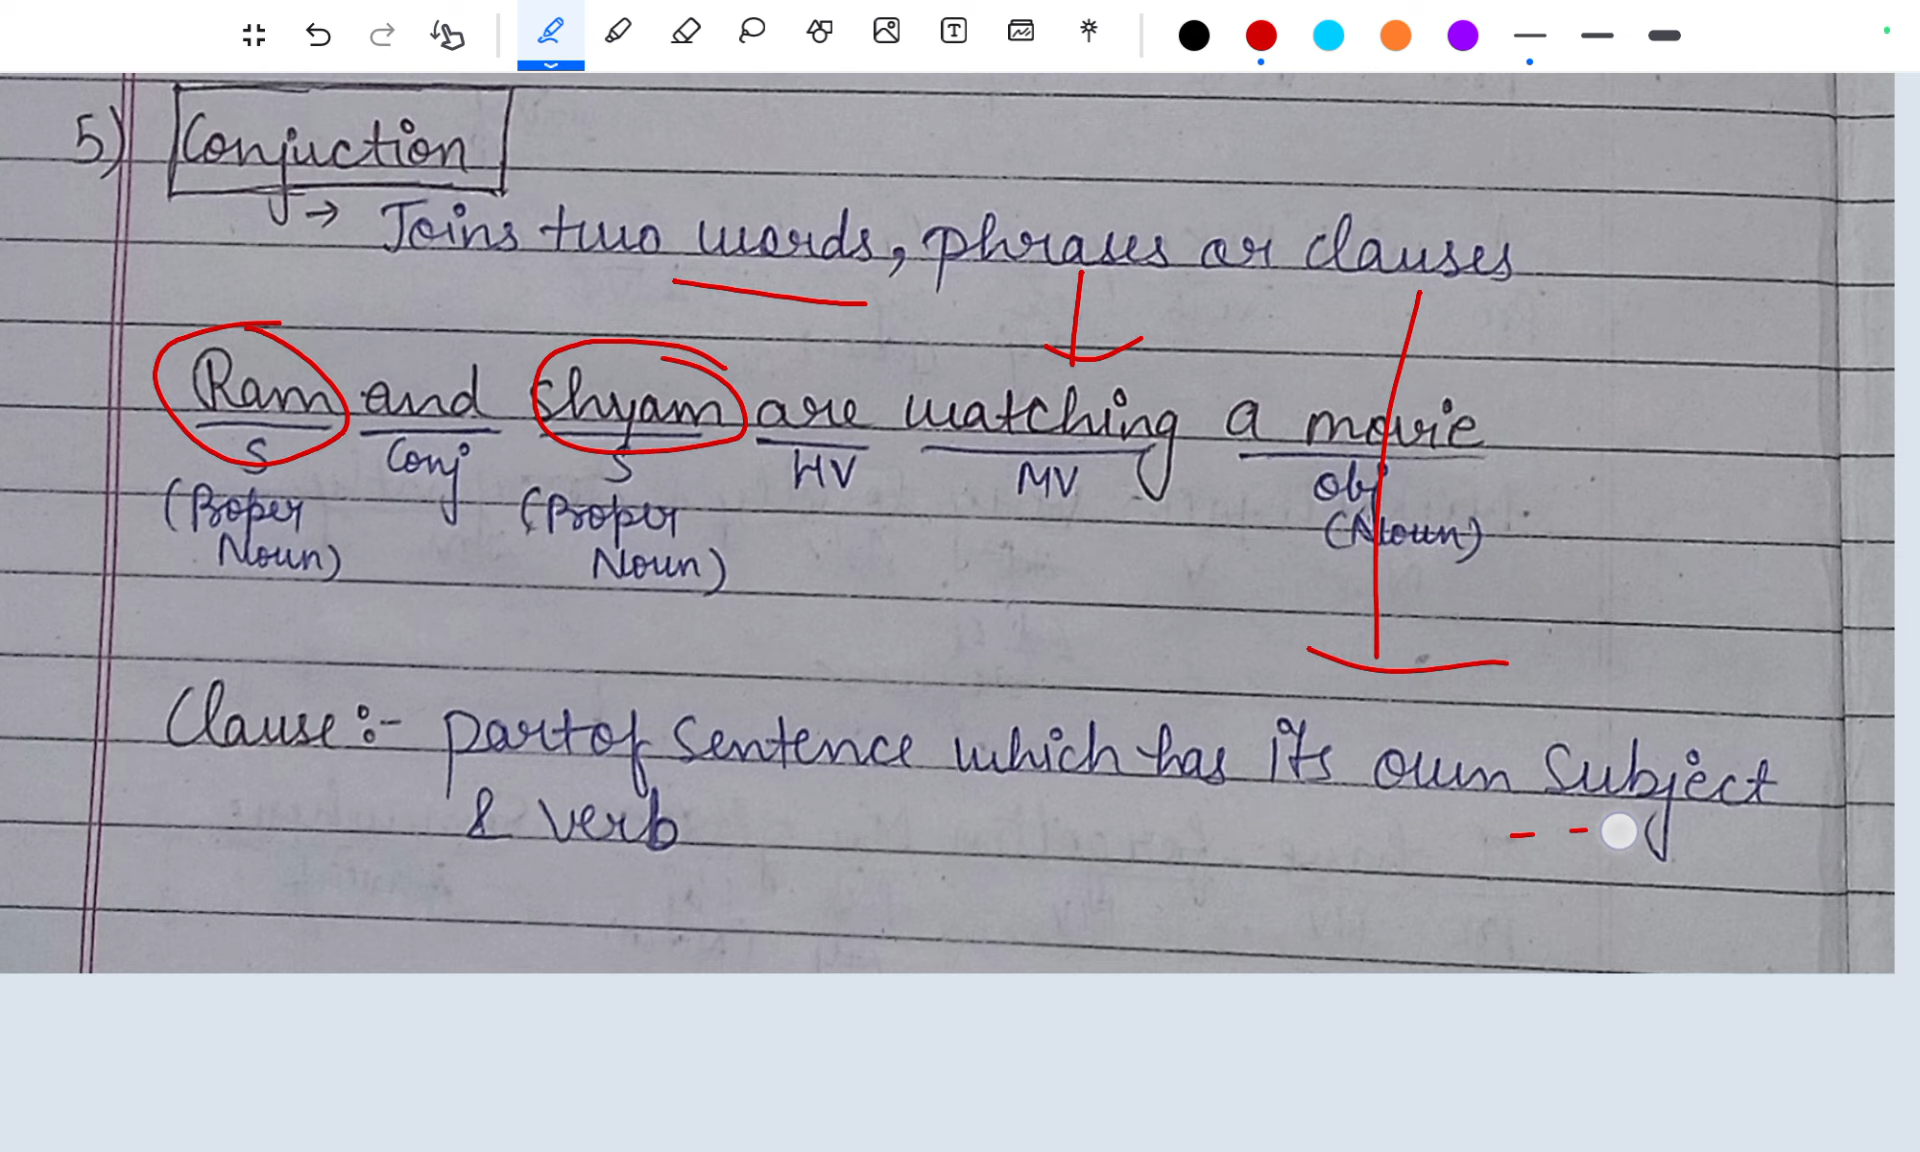 5) Conjuction
→ Joins two words, phrases or clauses
Ram and Shyam are watching a movie
S Conj S HV MV obj
(Proper Noun) (Proper Noun) (Noun)
Clause :- part of sentence which has its own subject
& verb